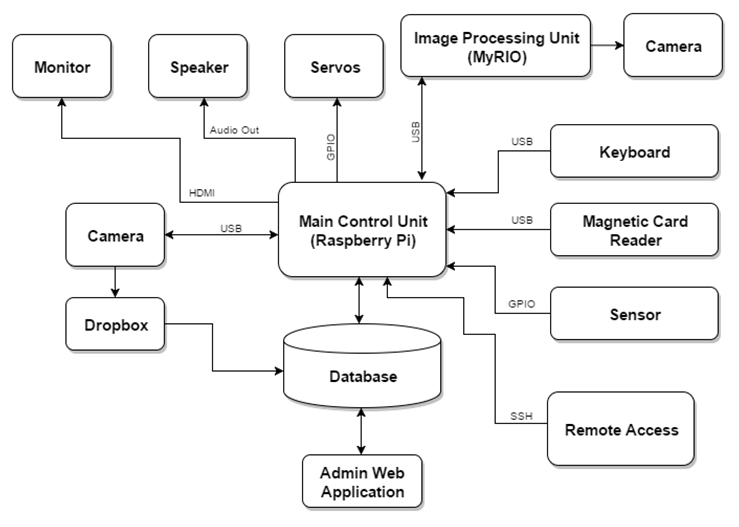 Monitor
Speaker
Servos
Image Processing Unit
(MyRIO)
Camera
Audio Out
GPIO
USB
HDMI
USB
Keyboard
Main Control Unit
(Raspberry Pi)
USB
Magnetic Card
Reader
Camera
USB
GPIO
Sensor
Dropbox
Database
SSH
Remote Access
Admin Web
Application